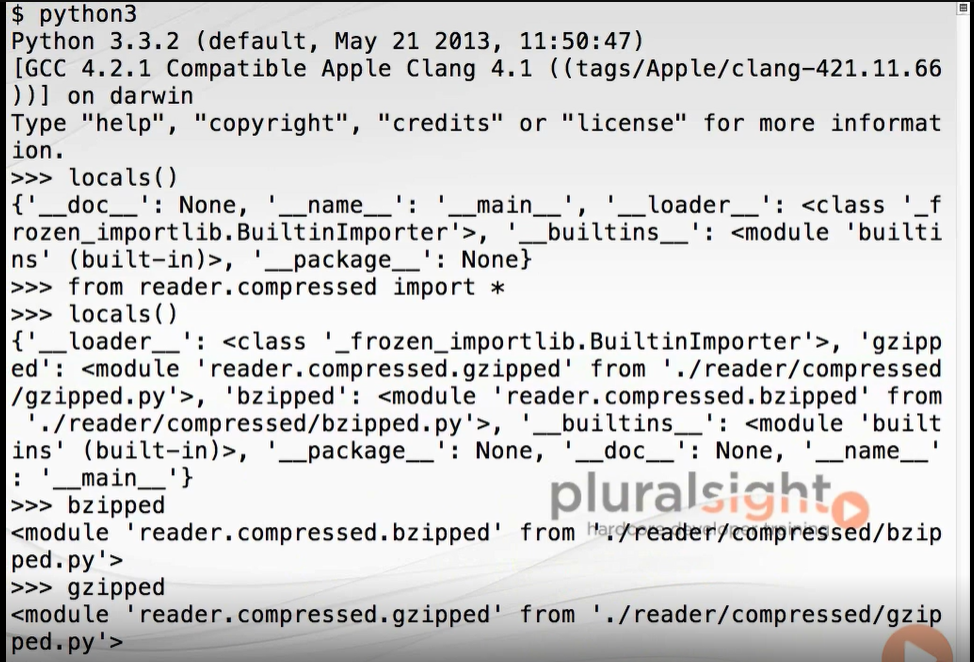 $ python3
Python 3.3.2 (default, May 21 2013, 11:50:47)
[GCC 4.2.1 Compatible Apple Clang 4.1 ((tags/Apple/clang-421.11.66
))] on darwin
Type "help", "copyright", "credits" or "license" for more informat
ion.
>>> locals()
{'__doc__': None, '__name__': '__main__', '__loader__': <class '_f
rozen_importlib.BuiltinImporter'>, '__builtins__': <module 'builti
ns' (built-in)>, '__package__': None}
>>> from reader.compressed import *
>>> locals()
{'__loader__': <class '_frozen_importlib.BuiltinImporter'>, 'gzipp
ed': <module 'reader.compressed.gzipped' from './reader/compressed
/gzipped.py'>, 'bzipped': <module 'reader.compressed.bzipped' from
 './reader/compressed/bzipped.py'>, '__builtins__': <module 'built
ins' (built-in)>, '__package__': None, '__doc__': None, '__name__'
: '__main__'}
>>> bzipped
<module 'reader.compressed.bzipped' from './reader/compressed/bzip
ped.py'>
>>> gzipped
<module 'reader.compressed.gzipped' from './reader/compressed/gzip
ped.py'>
pluralsight
hardcore developer training